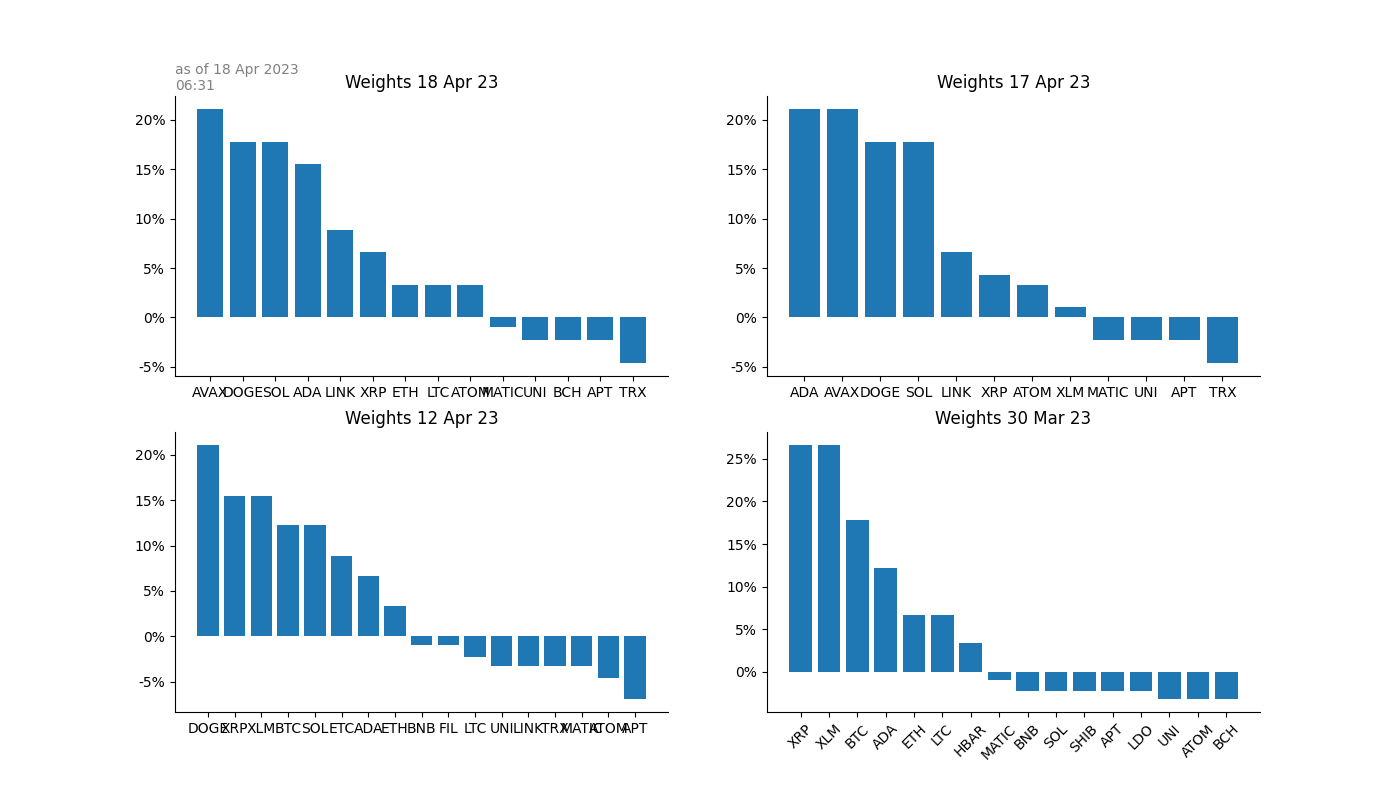 as of 18 Apr 2023
06:31
Weights 18 Apr 23
20%
15%
10%
5%
0%
-5%
AVAX DOGE SOL ADA LINK XRP ETH LTC ATOM MATIC UNI BCH APT TRX
Weights 17 Apr 23
20%
15%
10%
5%
0%
-5%
ADA AVAX DOGE SOL LINK XRP ATOM XLM MATIC UNI APT TRX
Weights 12 Apr 23
20%
15%
10%
5%
0%
-5%
DOGE XRP XLM BTC SOL ETC ADA ETH BNB FIL LTC UNI LINK TRX MATIC ATOM APT
Weights 30 Mar 23
25%
20%
15%
10%
5%
0%
XRP XLM BTC ADA ETH LTC HBAR MATIC BNB SOL SHIB APT LDO UNI ATOM BCH